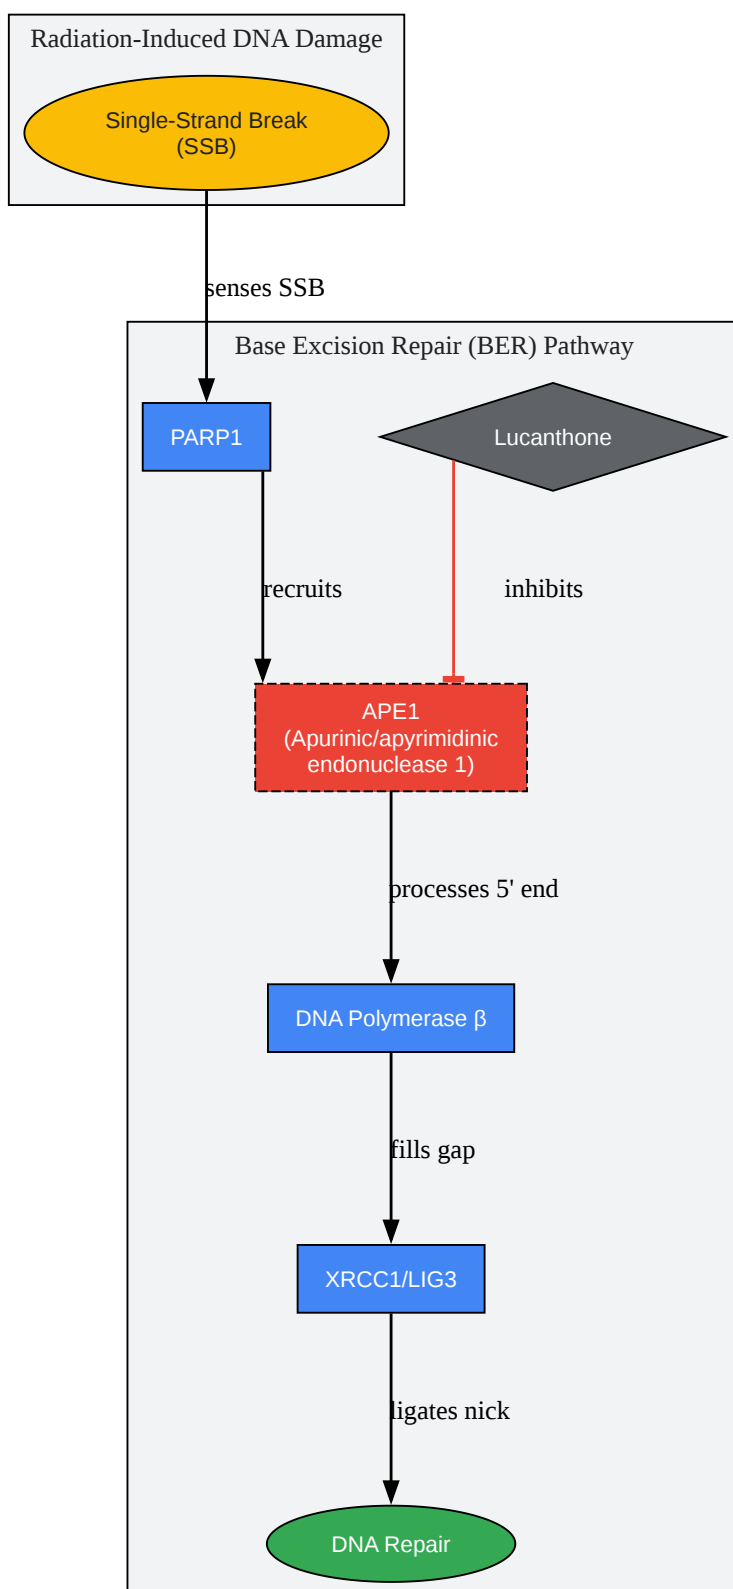 Radiation-Induced DNA Damage
Single-Strand Break
(SSB)
senses SSB
Base Excision Repair (BER) Pathway
PARP1
Lucanthone
recruits
inhibits
APE1
(Apurinic/apyrimidinic
endonuclease 1)
processes 5' end
DNA Polymerase β
fills gap
XRCC1/LIG3
ligates nick
DNA Repair